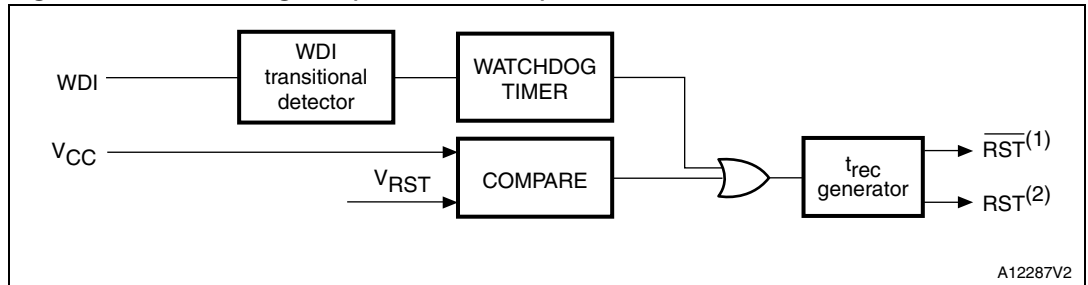 WDI
WDI
transitional
detector
WATCHDOG
TIMER
VCC
VRST
COMPARE
trec
generator
RST(1)
RST(2)
A12287V2